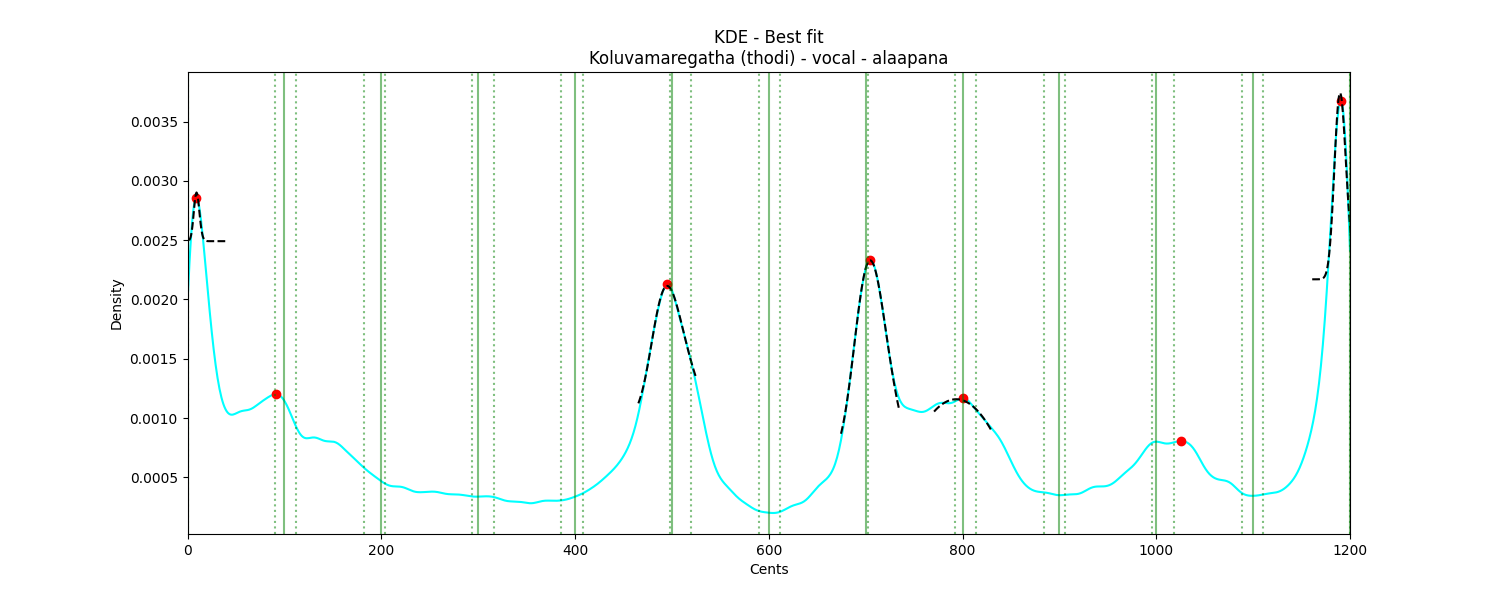 KDE - Best fit
Koluvamaregatha (thodi) - vocal - alaapana
Density
0.0035
0.0030
0.0025
0.0020
0.0015
0.0010
0.0005
0 200 400 600 800 1000 1200
Cents